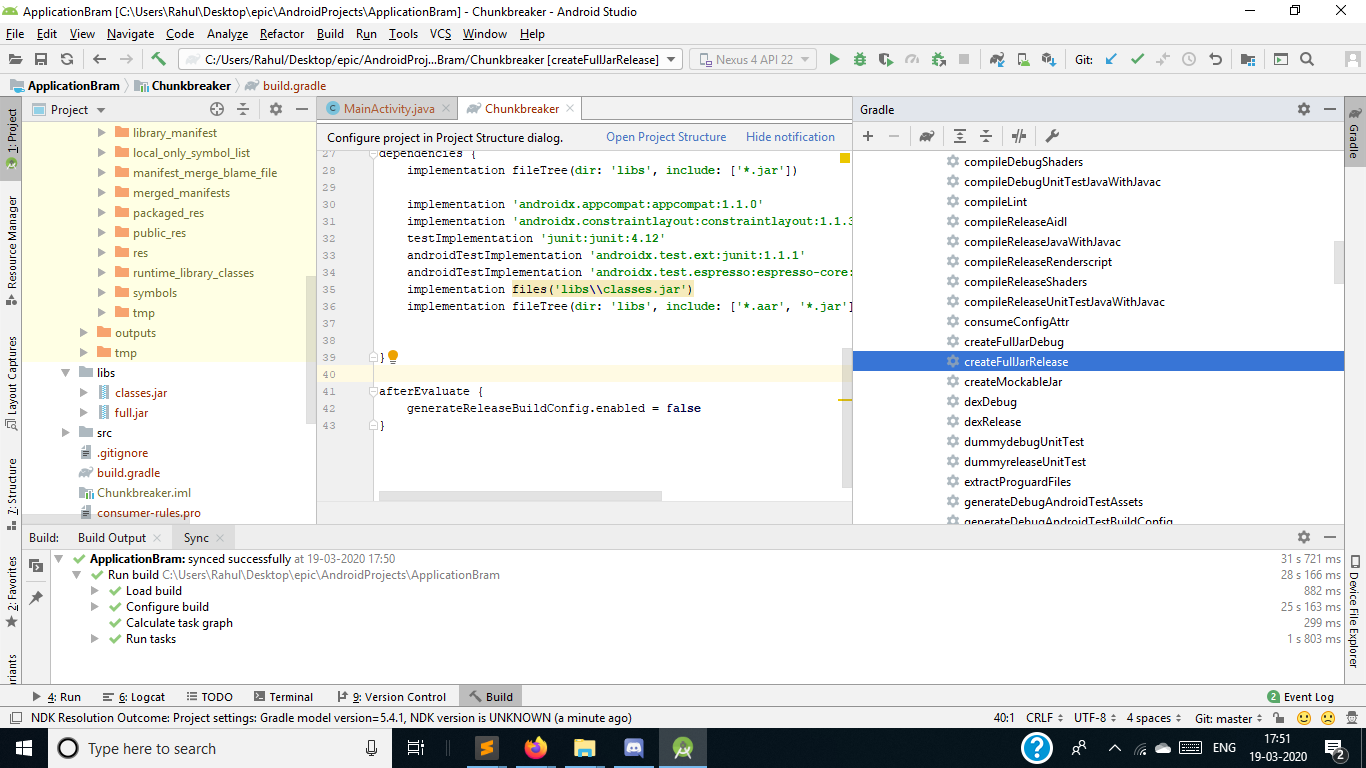 ApplicationBram [C:\Users\Rahul\Desktop\epic\AndroidProjects\ApplicationBram] - Chunkbreaker - Android Studio
File Edit View Navigate Code Analyze Refactor Build Run Tools VCS Window Help
C:/Users/Rahul/Desktop/epic/AndroidPro...Bram/Chunkbreaker [createFullJarRelease] Nexus 4 API 22 Git:
ApplicationBram Chunkbreaker build.gradle
1: Project
Resource Manager
Layout Captures
7: Structure
2: Favorites
riants
Project
library_manifest
local_only_symbol_list
manifest_merge_blame_file
merged_manifests
packaged_res
public_res
res
runtime_library_classes
symbols
tmp
outputs
tmp
libs
classes.jar
full.jar
src
.gitignore
build.gradle
Chunkbreaker.iml
consumer-rules.pro
MainActivity.java Chunkbreaker
Configure project in Project Structure dialog. Open Project Structure Hide notification
27 dependencies {
28 implementation fileTree(dir: 'libs', include: ['*.jar'])
29
30 implementation 'androidx.appcompat:appcompat:1.1.0'
31 implementation 'androidx.constraintlayout:constraintlayout:1.1.3
32 testImplementation 'junit:junit:4.12'
33 androidTestImplementation 'androidx.test.ext:junit:1.1.1'
34 androidTestImplementation 'androidx.test.espresso:espresso-core:
35 implementation files('libs\\classes.jar')
36 implementation fileTree(dir: 'libs', include: ['*.aar', '*.jar']
37
38
39 }
40
41 afterEvaluate {
42 generateReleaseBuildConfig.enabled = false
43 }
Gradle
compileDebugShaders
compileDebugUnitTestJavaWithJavac
compileLint
compileReleaseAidl
compileReleaseJavaWithJavac
compileReleaseRenderscript
compileReleaseShaders
compileReleaseUnitTestJavaWithJavac
consumeConfigAttr
createFullJarDebug
createFullJarRelease
createMockableJar
dexDebug
dexRelease
dummydebugUnitTest
dummyreleaseUnitTest
extractProguardFiles
generateDebugAndroidTestAssets
generateDebugAndroidTestBuildConfig
Gradle
Device File Explorer
Build: Build Output Sync
ApplicationBram: synced successfully at 19-03-2020 17:50 31 s 721 ms
Run build C:\Users\Rahul\Desktop\epic\AndroidProjects\ApplicationBram 28 s 166 ms
Load build 882 ms
Configure build 25 s 163 ms
Calculate task graph 299 ms
Run tasks 1 s 803 ms
4: Run 6: Logcat TODO Terminal 9: Version Control Build 2 Event Log
NDK Resolution Outcome: Project settings: Gradle model version=5.4.1, NDK version is UNKNOWN (a minute ago) 40:1 CRLF UTF-8 4 spaces Git: master
Type here to search ENG 17:51
19-03-2020 2